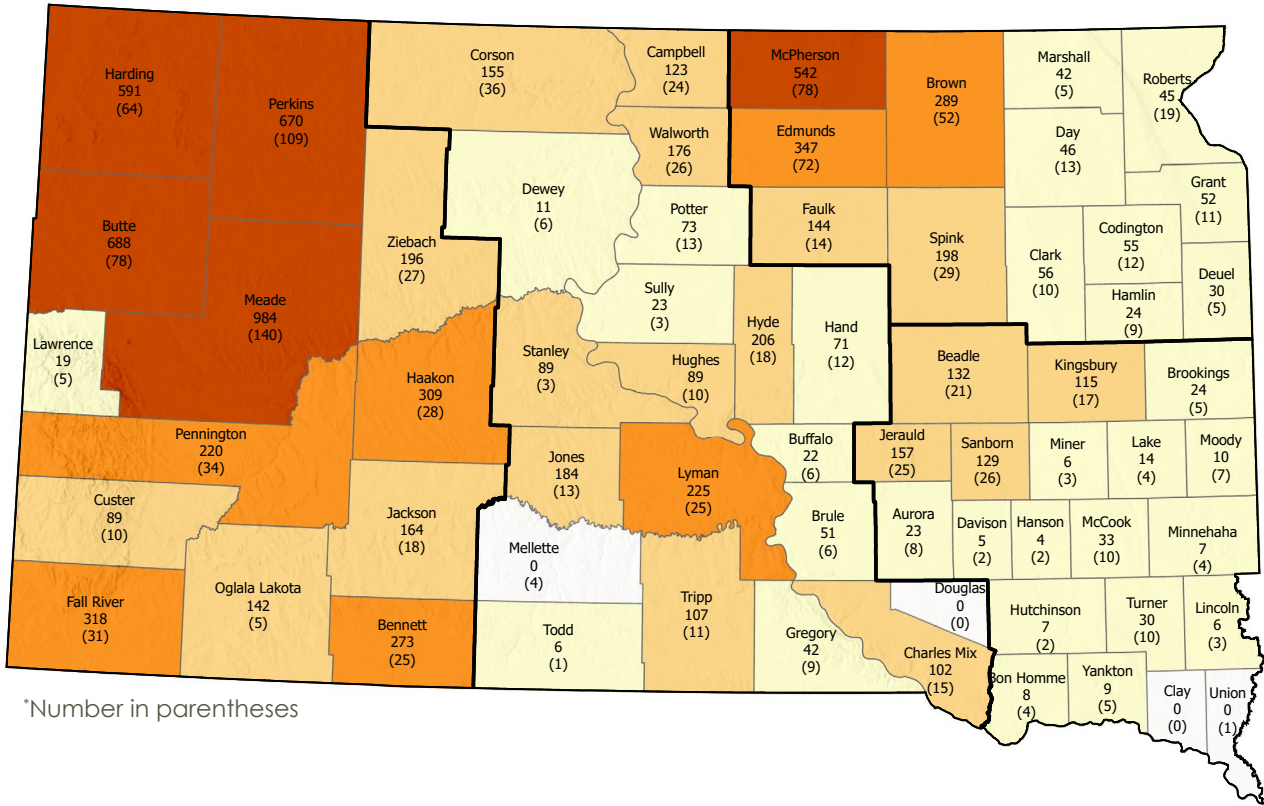 Harding
591
(64)
Perkins
670
(109)
Corson
155
(36)
Campbell
123
(24)
McPherson
542
(78)
Brown
289
(52)
Marshall
42
(5)
Roberts
45
(19)
Walworth
176
(26)
Edmunds
347
(72)
Day
46
(13)
Dewey
11
(6)
Grant
52
(11)
Butte
688
(78)
Ziebach
196
(27)
Potter
73
(13)
Faulk
144
(14)
Spink
198
(29)
Clark
56
(10)
Codington
55
(12)
Deuel
30
(5)
Hamlin
24
(9)
Meade
984
(140)
Sully
23
(3)
Hyde
206
(18)
Hand
71
(12)
Lawrence
19
(5)
Haakon
309
(28)
Stanley
89
(3)
Hughes
89
(10)
Beadle
132
(21)
Kingsbury
115
(17)
Brookings
24
(5)
Pennington
220
(34)
Jones
184
(13)
Lyman
225
(25)
Buffalo
22
(6)
Jerauld
157
(25)
Sanborn
129
(26)
Miner
6
(3)
Lake
14
(4)
Moody
10
(7)
Custer
89
(10)
Jackson
164
(18)
Mellette
0
(4)
Brule
51
(6)
Aurora
23
(8)
Davison
5
(2)
Hanson
4
(2)
McCook
33
(10)
Minnehaha
7
(4)
Fall River
318
(31)
Oglala Lakota
142
(5)
Bennett
273
(25)
Todd
6
(1)
Tripp
107
(11)
Gregory
42
(9)
Charles Mix
102
(15)
Douglas
0
(0)
Hutchinson
7
(2)
Turner
30
(10)
Lincoln
6
(3)
Bon Homme
8
(4)
Yankton
9
(5)
Clay
0
(0)
Union
0
(1)
*Number in parentheses